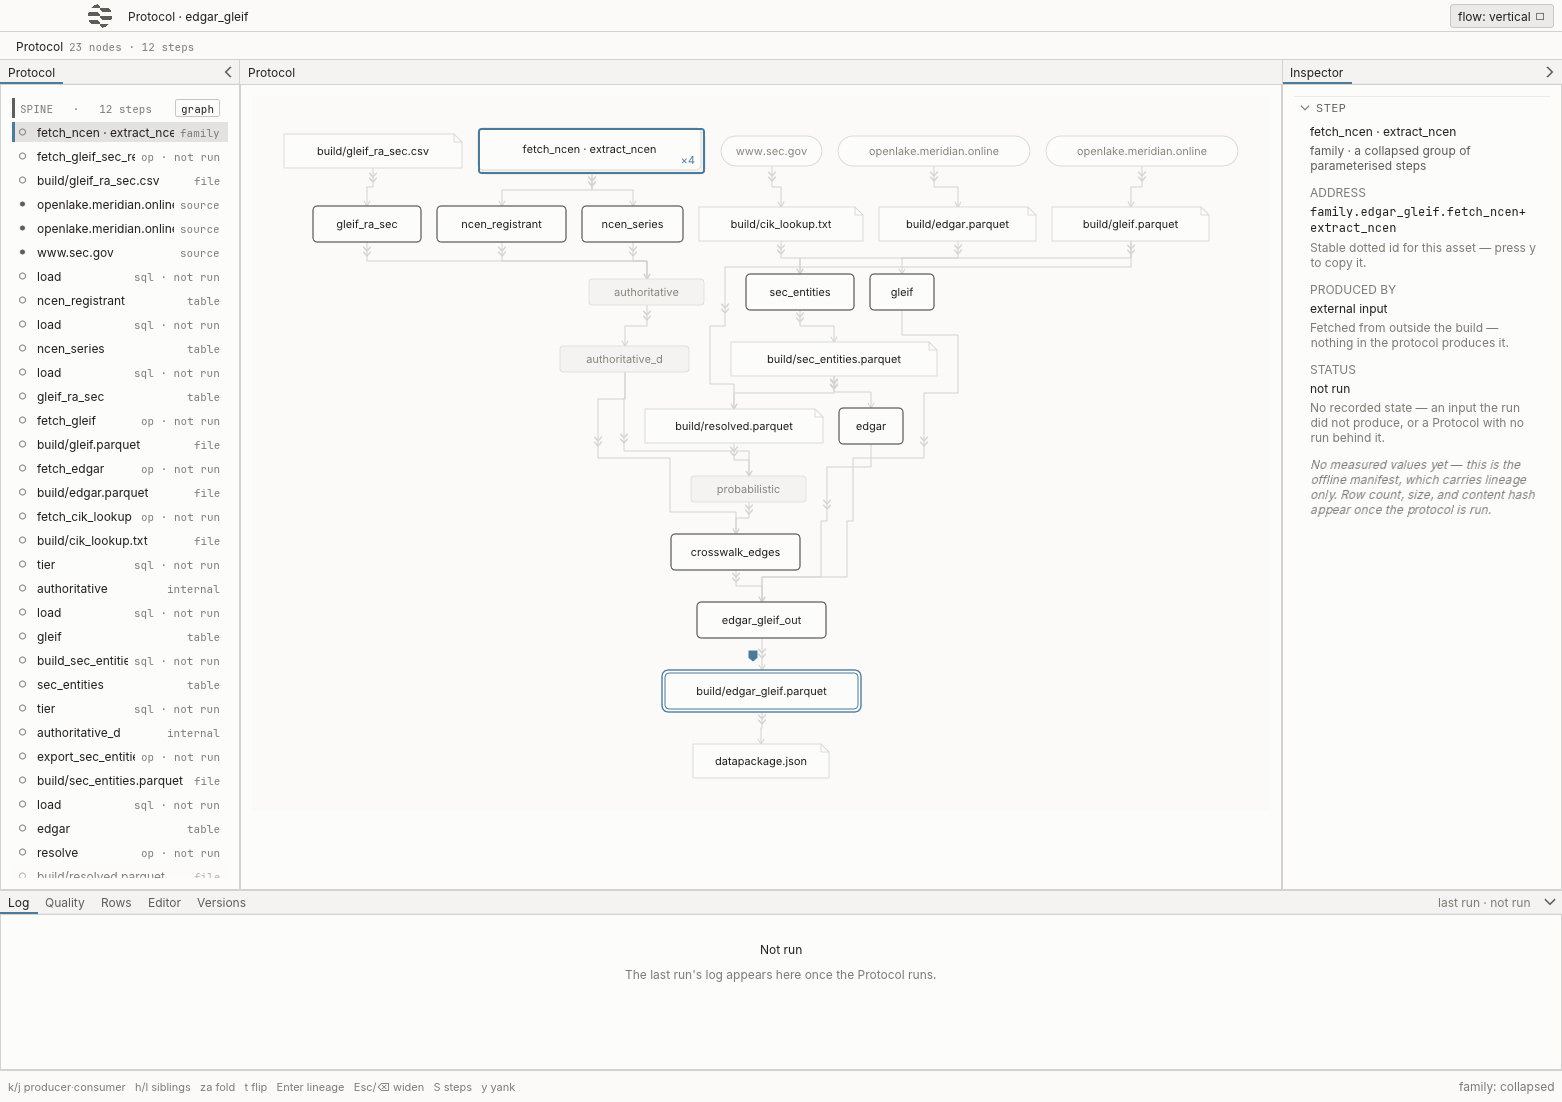 Protocol · edgar_gleif
flow: vertical
Protocol 23 nodes · 12 steps
Protocol
SPINE · 12 steps graph
fetch_ncen · extract_nce family
fetch_gleif_sec_re op · not run
build/gleif_ra_sec.csv file
openlake.meridian.online source
openlake.meridian.online source
www.sec.gov source
load sql · not run
ncen_registrant table
load sql · not run
ncen_series table
load sql · not run
gleif_ra_sec table
fetch_gleif op · not run
build/gleif.parquet file
fetch_edgar op · not run
build/edgar.parquet file
fetch_cik_lookup op · not run
build/cik_lookup.txt file
tier sql · not run
authoritative internal
load sql · not run
gleif table
build_sec_entitie sql · not run
sec_entities table
tier sql · not run
authoritative_d internal
export_sec_entitie op · not run
build/sec_entities.parquet file
load sql · not run
edgar table
resolve op · not run
build/resolved.parquet file
Protocol
build/gleif_ra_sec.csv
fetch_ncen · extract_ncen
×4
www.sec.gov
openlake.meridian.online
openlake.meridian.online
gleif_ra_sec
ncen_registrant
ncen_series
build/cik_lookup.txt
build/edgar.parquet
build/gleif.parquet
authoritative
sec_entities
gleif
authoritative_d
build/sec_entities.parquet
build/resolved.parquet
edgar
probabilistic
crosswalk_edges
edgar_gleif_out
build/edgar_gleif.parquet
datapackage.json
Inspector
STEP
fetch_ncen · extract_ncen
family · a collapsed group of
parameterised steps
ADDRESS
family.edgar_gleif.fetch_ncen+
extract_ncen
Stable dotted id for this asset — press y
to copy it.
PRODUCED BY
external input
Fetched from outside the build —
nothing in the protocol produces it.
STATUS
not run
No recorded state — an input the run
did not produce, or a Protocol with no
run behind it.
No measured values yet — this is the
offline manifest, which carries lineage
only. Row count, size, and content hash
appear once the protocol is run.
Log Quality Rows Editor Versions
last run · not run
Not run
The last run's log appears here once the Protocol runs.
k/j producer·consumer h/l siblings za fold t flip Enter lineage Esc/⌫ widen S steps y yank
family: collapsed